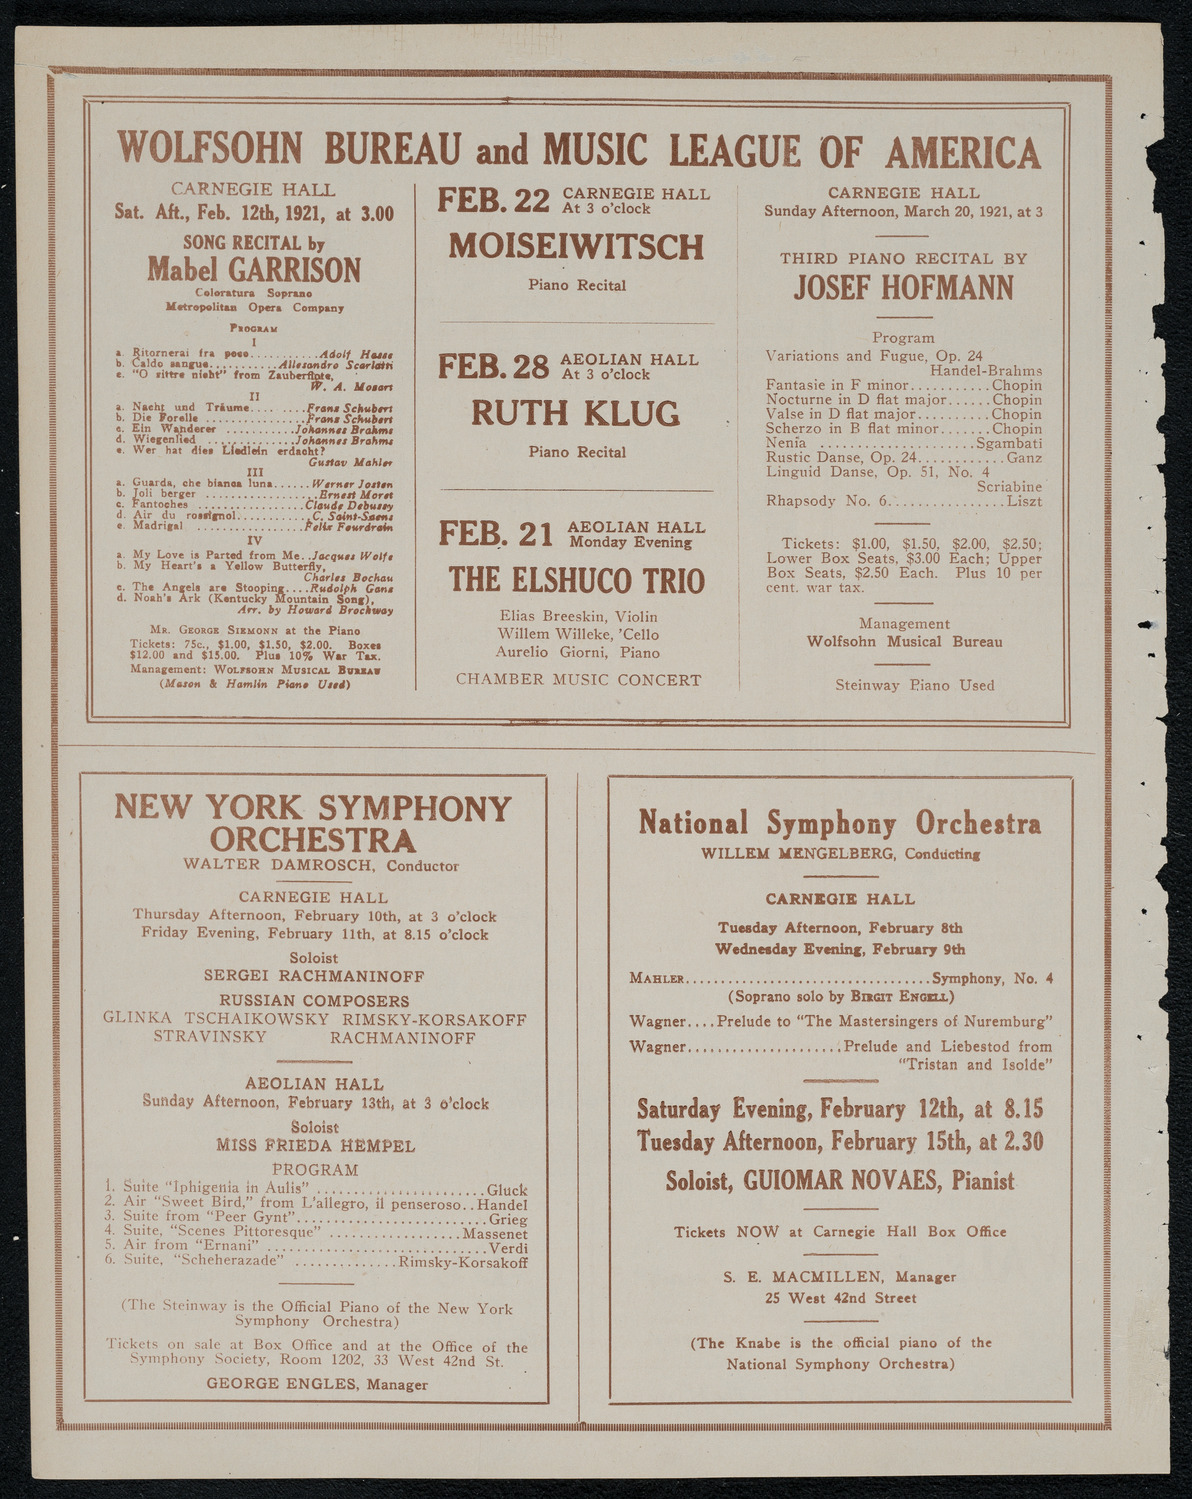 WOLFSOHN BUREAU and MUSIC LEAGUE OF AMERICA
CARNEGIE HALL
Sat. Aft., Feb. 12th, 1921, at 3.00
SONG RECITAL by
Mabel GARRISON
Coloratura Soprano
Metropolitan Opera Company
PROGRAM
I
a. Ritornerai fra poco...........Adolf Hasse
b. Caldo sangue...........Allesandro Scarlatti
c. "O zittre nicht" from Zauberflote,
W. A. Mozart
II
a. Nacht und Träume.........Franz Schubert
b. Die Forelle ...............Franz Schubert
c. Ein Wanderer ............Johannes Brahms
d. Wiegenlied .............Johannes Brahms
e. Wer hat dies Liedlein erdacht?
Gustav Mahler
III
a. Guarda, che bianca luna......Werner Josten
b. Joli berger .................Ernest Moret
c. Fantoches .................Claude Debussy
d. Air du rossignol...........C. Saint-Saens
e. Madrigal ................Felix Fourdrain
IV
a. My Love is Parted from Me..Jacques Wolfe
b. My Heart's a Yellow Butterfly,
Charles Bochau
c. The Angels are Stooping....Rudolph Ganz
d. Noah's Ark (Kentucky Mountain Song),
Arr. by Howard Brockway
MR. GEORGE SIEMONN at the Piano
Tickets: 75c., $1.00, $1.50, $2.00. Boxes
$12.00 and $15.00. Plus 10% War Tax.
Management: WOLFSOHN MUSICAL BUREAU
(Mason & Hamlin Piano Used)
FEB. 22 CARNEGIE HALL
At 3 o'clock
MOISEIWITSCH
Piano Recital
FEB. 28 AEOLIAN HALL
At 3 o'clock
RUTH KLUG
Piano Recital
FEB. 21 AEOLIAN HALL
Monday Evening
THE ELSHUCO TRIO
Elias Breeskin, Violin
Willem Willeke, 'Cello
Aurelio Giorni, Piano
CHAMBER MUSIC CONCERT
CARNEGIE HALL
Sunday Afternoon, March 20, 1921, at 3
THIRD PIANO RECITAL BY
JOSEF HOFMANN
Program
Variations and Fugue, Op. 24
Handel-Brahms
Fantasie in F minor..........Chopin
Nocturne in D flat major......Chopin
Valse in D flat major.........Chopin
Scherzo in B flat minor.......Chopin
Nenia ....................Sgambati
Rustic Danse, Op. 24...........Ganz
Linguid Danse, Op. 51, No. 4
Scriabine
Rhapsody No. 6...............Liszt
Tickets: $1.00, $1.50, $2.00, $2.50;
Lower Box Seats, $3.00 Each; Upper
Box Seats, $2.50 Each. Plus 10 per
cent. war tax.
Management
Wolfsohn Musical Bureau
Steinway Piano Used
NEW YORK SYMPHONY
ORCHESTRA
WALTER DAMROSCH, Conductor
CARNEGIE HALL
Thursday Afternoon, February 10th, at 3 o'clock
Friday Evening, February 11th, at 8.15 o'clock
Soloist
SERGEI RACHMANINOFF
RUSSIAN COMPOSERS
GLINKA TSCHAIKOWSKY RIMSKY-KORSAKOFF
STRAVINSKY RACHMANINOFF
AEOLIAN HALL
Sunday Afternoon, February 13th, at 3 o'clock
Soloist
MISS FRIEDA HEMPEL
PROGRAM
1. Suite "Iphigenia in Aulis" .......................Gluck
2. Air "Sweet Bird," from L'allegro, il penseroso..Handel
3. Suite from "Peer Gynt".........................Grieg
4. Suite, "Scenes Pittoresque" .................Massenet
5. Air from "Ernani" .............................Verdi
6. Suite, "Scheherazade" ..............Rimsky-Korsakoff
(The Steinway is the Official Piano of the New York
Symphony Orchestra)
Tickets on sale at Box Office and at the Office of the
Symphony Society, Room 1202, 33 West 42nd St.
GEORGE ENGLES, Manager
National Symphony Orchestra
WILLEM MENGELBERG, Conducting
CARNEGIE HALL
Tuesday Afternoon, February 8th
Wednesday Evening, February 9th
MAHLER.................................Symphony, No. 4
(Soprano solo by BIRGIT ENGELL)
Wagner....Prelude to "The Mastersingers of Nuremburg"
Wagner.....................Prelude and Liebestod from
"Tristan and Isolde"
Saturday Evening, February 12th, at 8.15
Tuesday Afternoon, February 15th, at 2.30
Soloist, GUIOMAR NOVAES, Pianist
Tickets NOW at Carnegie Hall Box Office
S. E. MACMILLEN, Manager
25 West 42nd Street
(The Knabe is the official piano of the
National Symphony Orchestra)